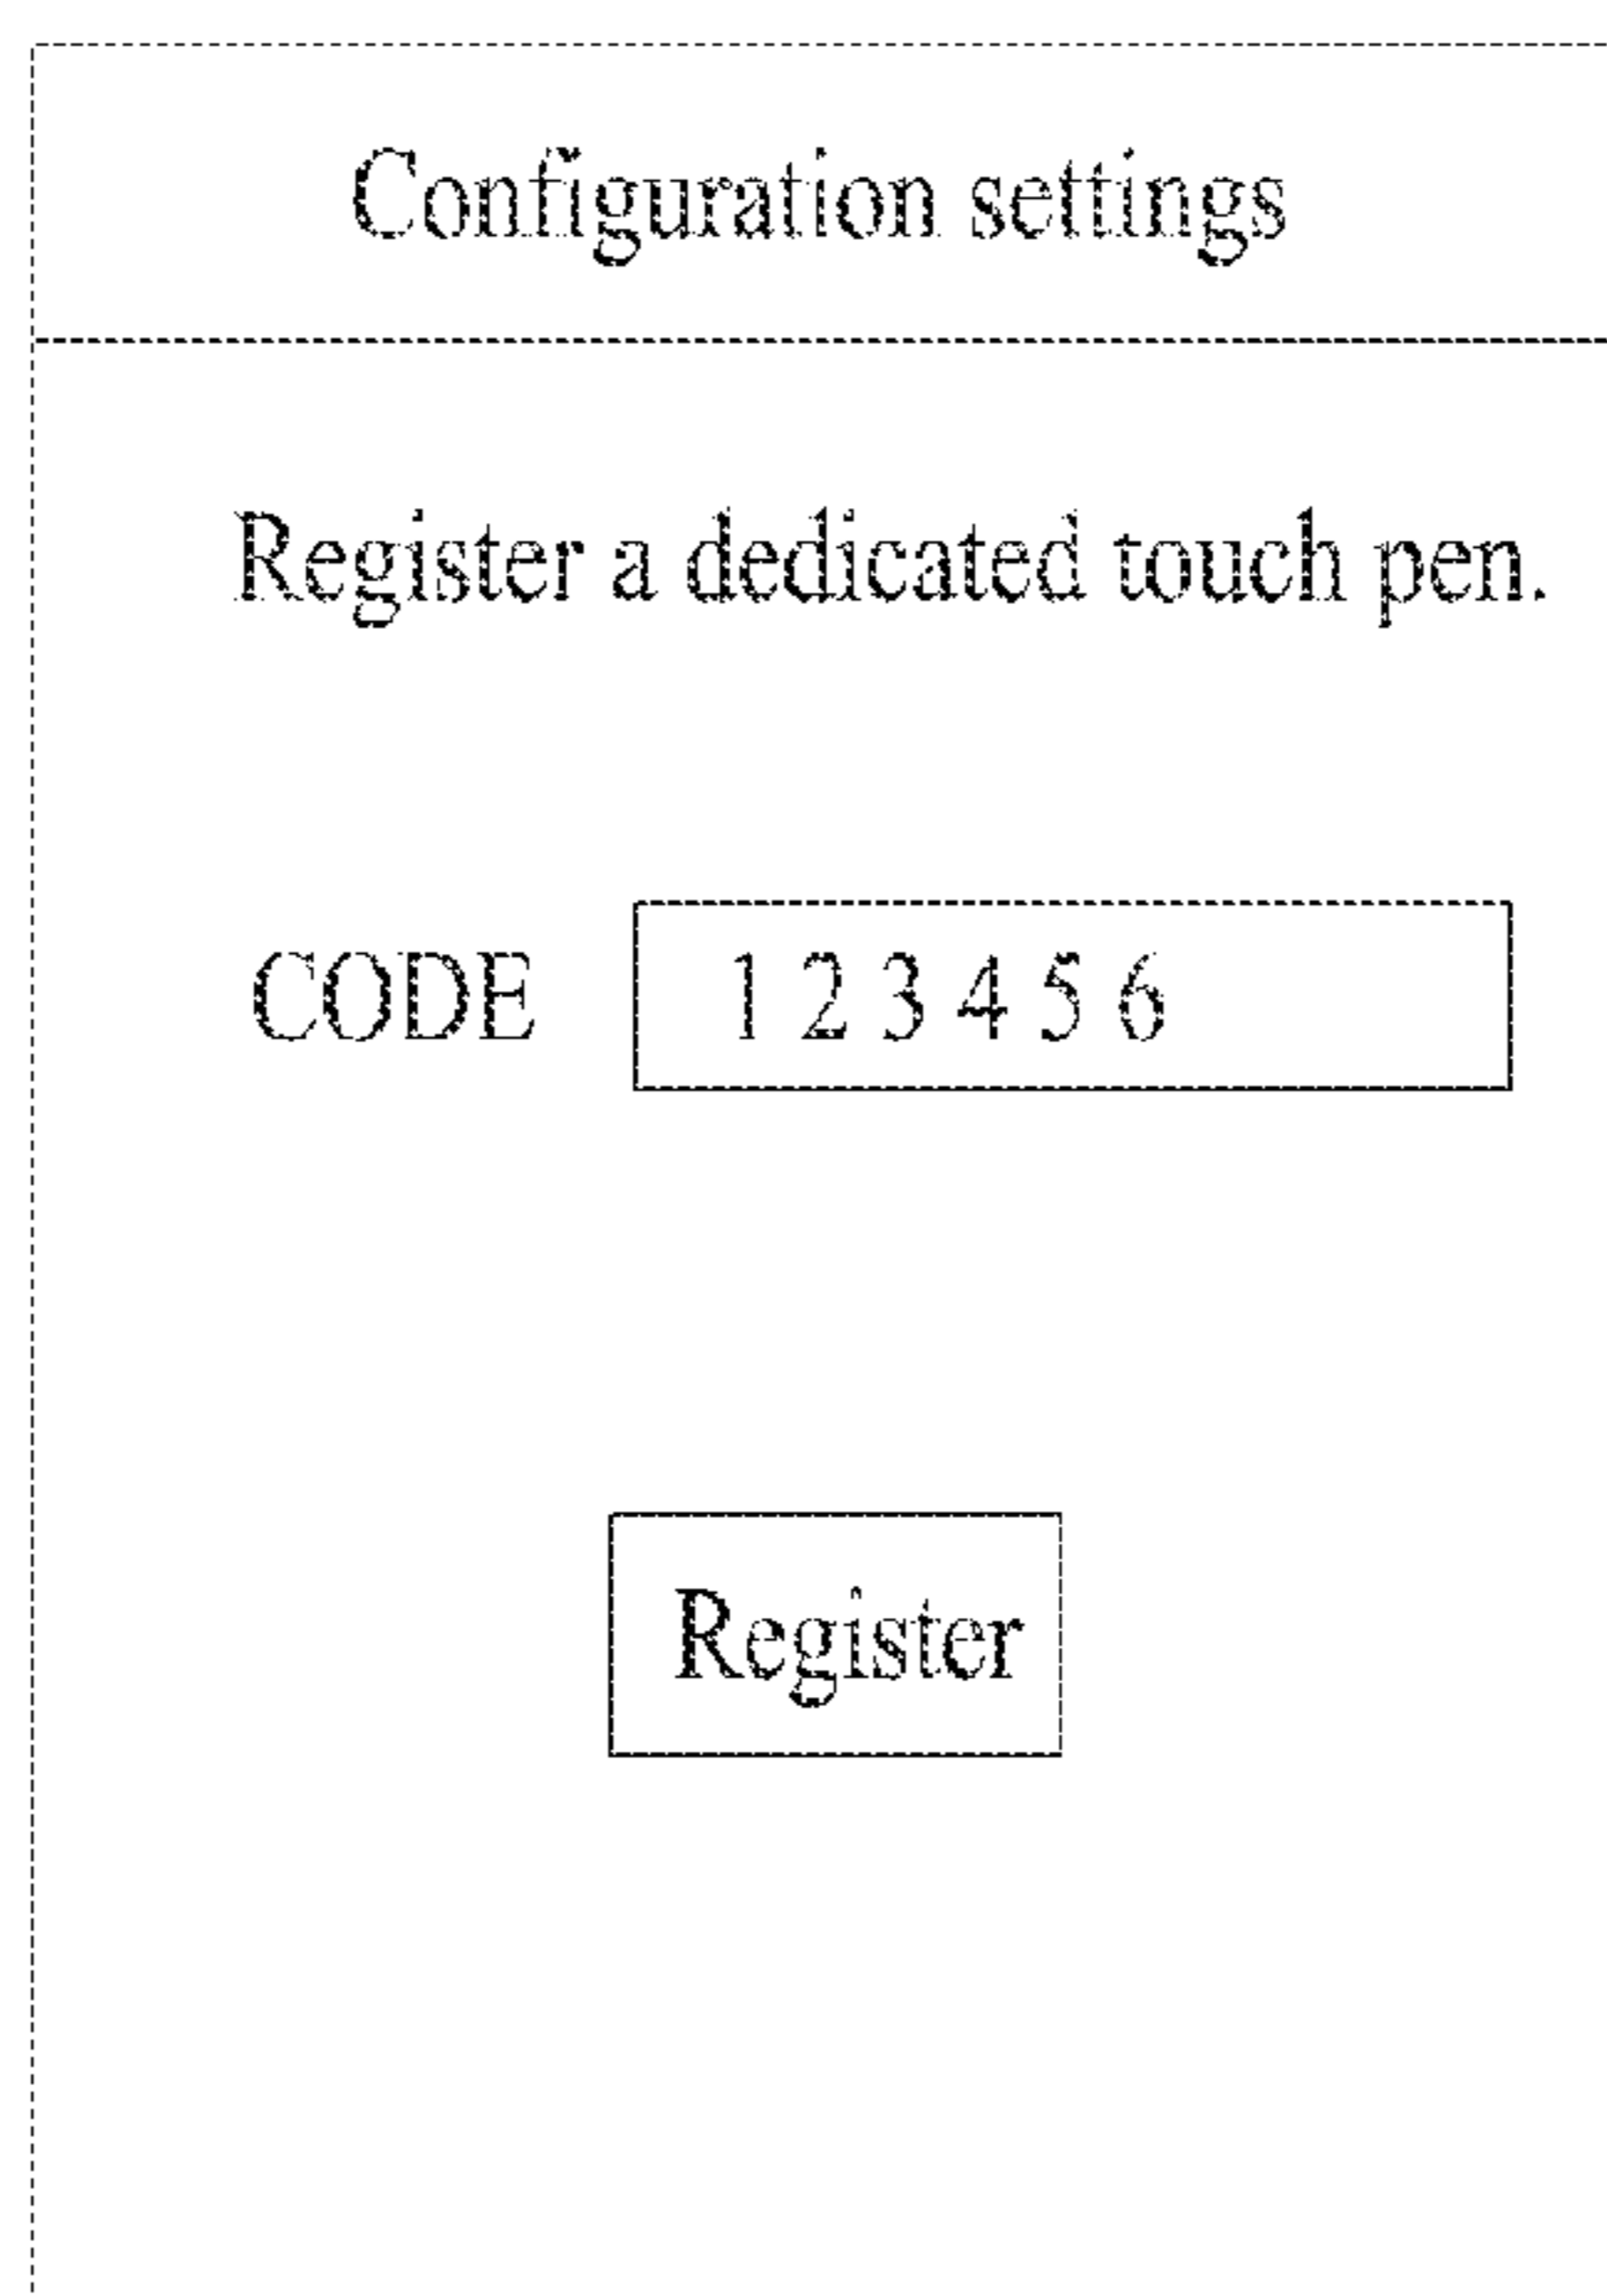 Configuration settings
Register a dedicated touch pen.
CODE 1 2 3 4 5 6
Register